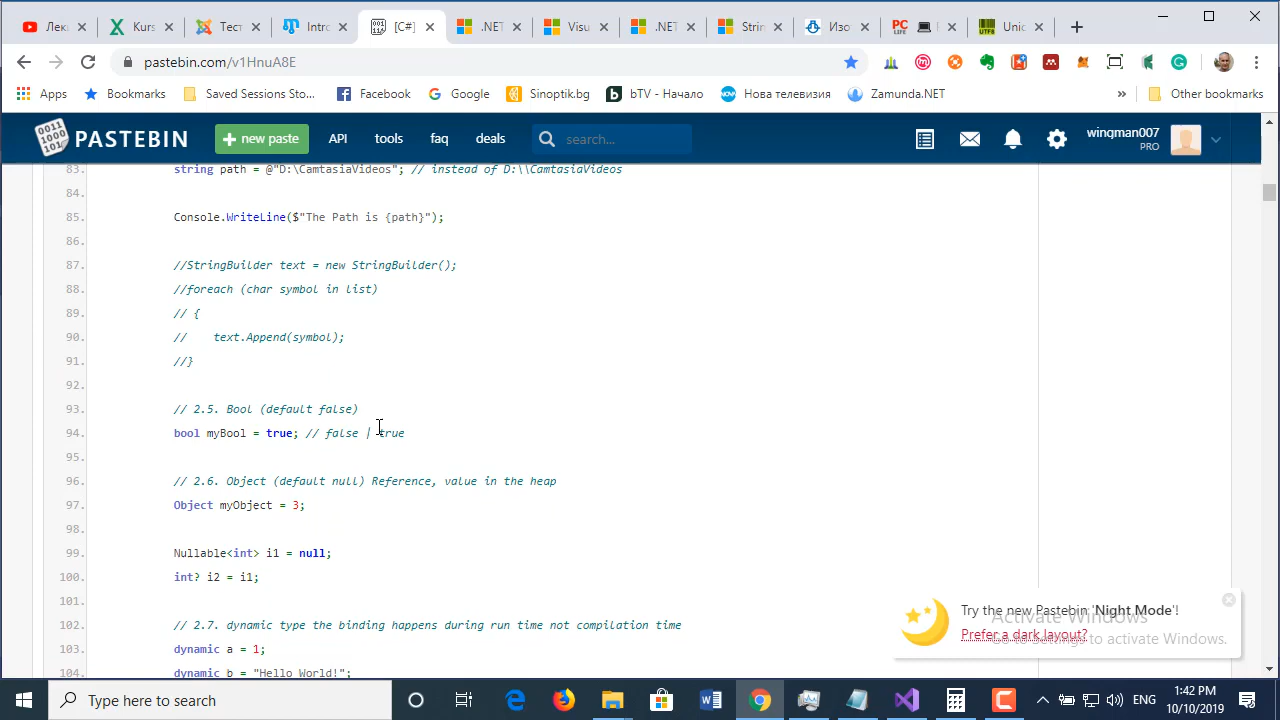 Лекц
Kurs
Тест
Intro
[C#]
.NET
Visu
.NET
Strin
Изо
PC LIFE
Unic
pastebin.com/v1HnuA8E
Apps
Bookmarks
Saved Sessions Sto...
Facebook
Google
Sinoptik.bg
bTV - Начало
Нова телевизия
Zamunda.NET
»
Other bookmarks
PASTEBIN
+ new paste
API
tools
faq
deals
search...
wingman007
PRO
83. string path = @"D:\CamtasiaVideos"; // instead of D:\\CamtasiaVideos
84.
85. Console.WriteLine($"The Path is {path}");
86.
87. //StringBuilder text = new StringBuilder();
88. //foreach (char symbol in list)
89. // {
90. //    text.Append(symbol);
91. //}
92.
93. // 2.5. Bool (default false)
94. bool myBool = true; // false | true
95.
96. // 2.6. Object (default null) Reference, value in the heap
97. Object myObject = 3;
98.
99. Nullable<int> i1 = null;
100. int? i2 = i1;
101.
102. // 2.7. dynamic type the binding happens during run time not compilation time
103. dynamic a = 1;
104. dynamic b = "Hello World!";
Try the new Pastebin 'Night Mode'!
Prefer a dark layout?
Activate Windows
Go to Settings to activate Windows.
Type here to search
ENG
1:42 PM
10/10/2019